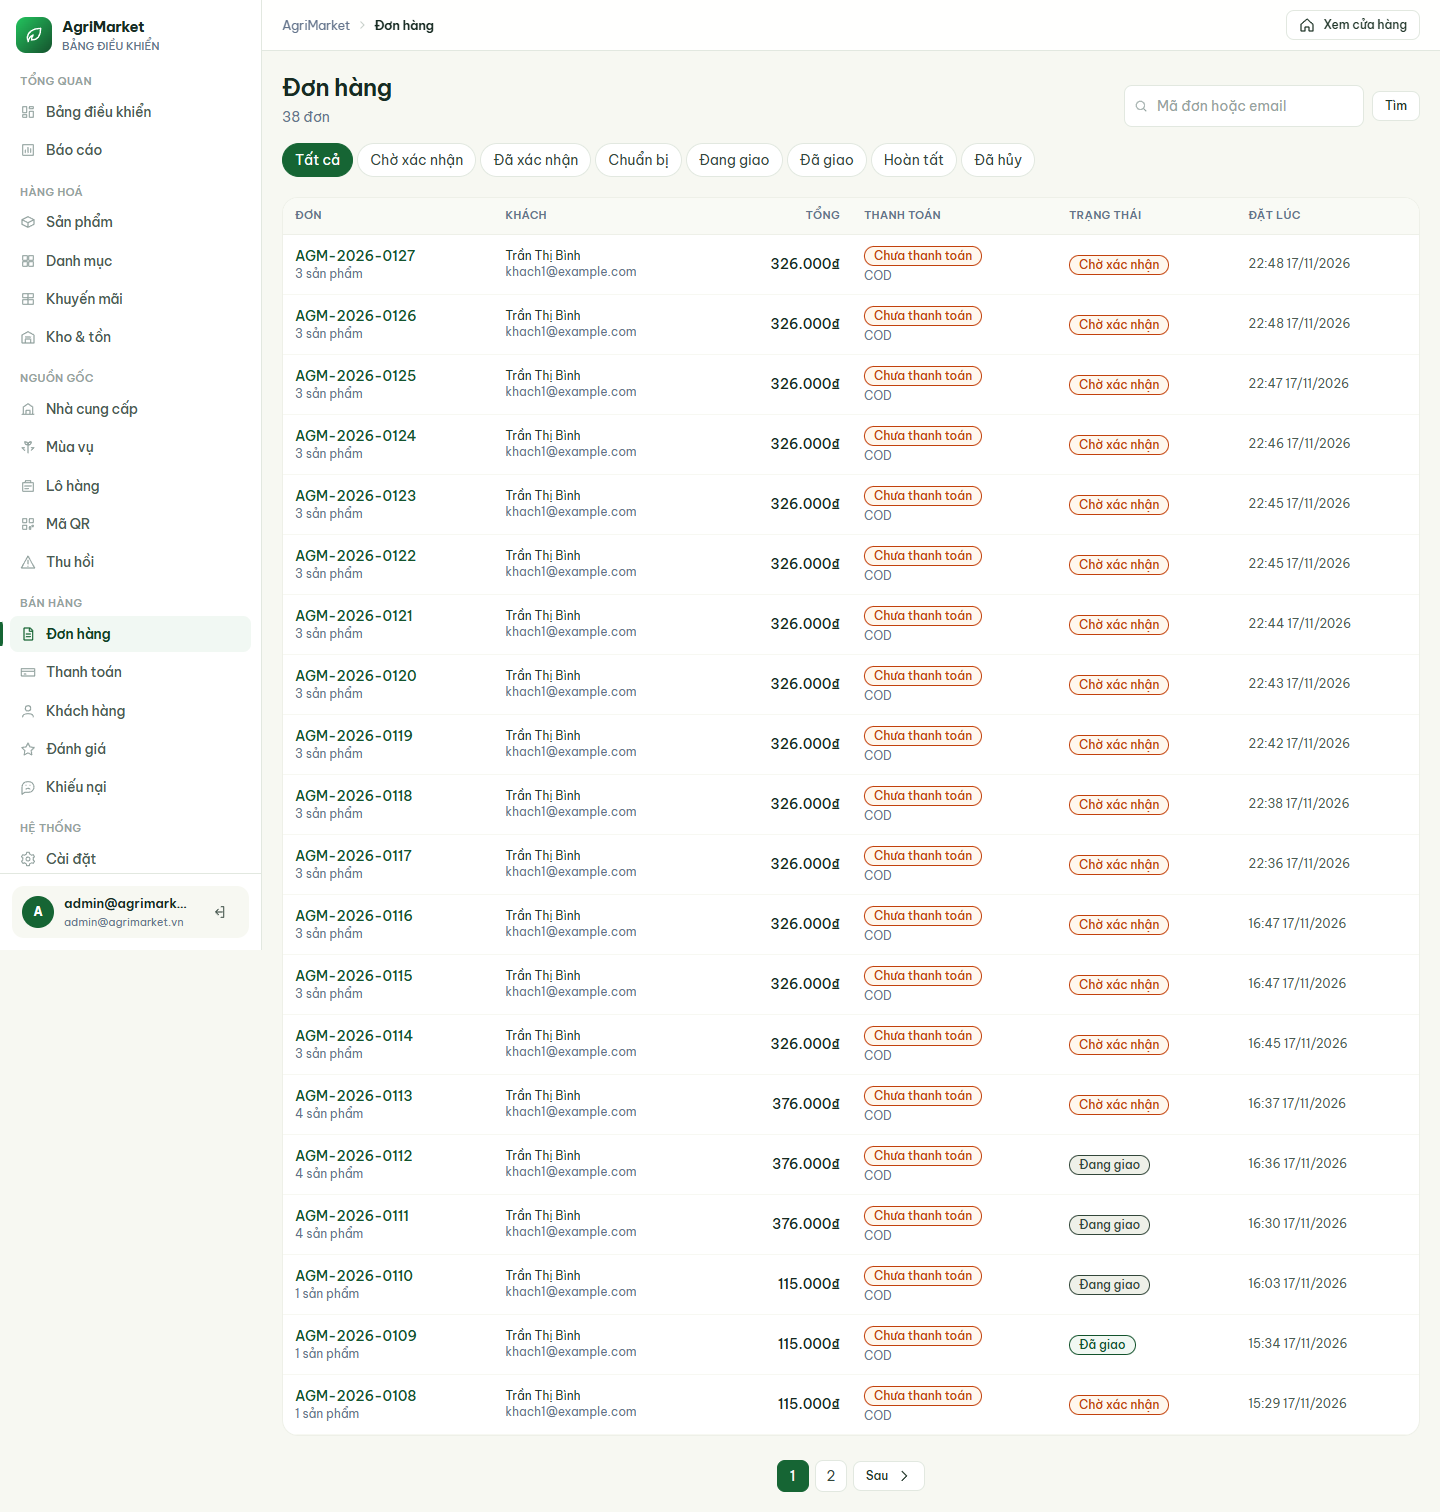 AgriMarket
BẢNG ĐIỀU KHIỂN
TỔNG QUAN
Bảng điều khiển
Báo cáo
HÀNG HOÁ
Sản phẩm
Danh mục
Khuyến mãi
Kho & tồn
NGUỒN GỐC
Nhà cung cấp
Mùa vụ
Lô hàng
Mã QR
Thu hồi
BÁN HÀNG
Đơn hàng
Thanh toán
Khách hàng
Đánh giá
Khiếu nại
HỆ THỐNG
Cài đặt
A
admin@agrimark...
admin@agrimarket.vn
AgriMarket > Đơn hàng
Xem cửa hàng
Đơn hàng
38 đơn
Mã đơn hoặc email
Tìm
Tất cả Chờ xác nhận Đã xác nhận Chuẩn bị Đang giao Đã giao Hoàn tất Đã hủy
ĐƠN KHÁCH TỔNG THANH TOÁN TRẠNG THÁI ĐẶT LÚC
AGM-2026-0127 Trần Thị Bình 326.000₫ Chưa thanh toán Chờ xác nhận 22:48 17/11/2026
3 sản phẩm khach1@example.com COD
AGM-2026-0126 Trần Thị Bình 326.000₫ Chưa thanh toán Chờ xác nhận 22:48 17/11/2026
3 sản phẩm khach1@example.com COD
AGM-2026-0125 Trần Thị Bình 326.000₫ Chưa thanh toán Chờ xác nhận 22:47 17/11/2026
3 sản phẩm khach1@example.com COD
AGM-2026-0124 Trần Thị Bình 326.000₫ Chưa thanh toán Chờ xác nhận 22:46 17/11/2026
3 sản phẩm khach1@example.com COD
AGM-2026-0123 Trần Thị Bình 326.000₫ Chưa thanh toán Chờ xác nhận 22:45 17/11/2026
3 sản phẩm khach1@example.com COD
AGM-2026-0122 Trần Thị Bình 326.000₫ Chưa thanh toán Chờ xác nhận 22:45 17/11/2026
3 sản phẩm khach1@example.com COD
AGM-2026-0121 Trần Thị Bình 326.000₫ Chưa thanh toán Chờ xác nhận 22:44 17/11/2026
3 sản phẩm khach1@example.com COD
AGM-2026-0120 Trần Thị Bình 326.000₫ Chưa thanh toán Chờ xác nhận 22:43 17/11/2026
3 sản phẩm khach1@example.com COD
AGM-2026-0119 Trần Thị Bình 326.000₫ Chưa thanh toán Chờ xác nhận 22:42 17/11/2026
3 sản phẩm khach1@example.com COD
AGM-2026-0118 Trần Thị Bình 326.000₫ Chưa thanh toán Chờ xác nhận 22:38 17/11/2026
3 sản phẩm khach1@example.com COD
AGM-2026-0117 Trần Thị Bình 326.000₫ Chưa thanh toán Chờ xác nhận 22:36 17/11/2026
3 sản phẩm khach1@example.com COD
AGM-2026-0116 Trần Thị Bình 326.000₫ Chưa thanh toán Chờ xác nhận 16:47 17/11/2026
3 sản phẩm khach1@example.com COD
AGM-2026-0115 Trần Thị Bình 326.000₫ Chưa thanh toán Chờ xác nhận 16:47 17/11/2026
3 sản phẩm khach1@example.com COD
AGM-2026-0114 Trần Thị Bình 326.000₫ Chưa thanh toán Chờ xác nhận 16:45 17/11/2026
3 sản phẩm khach1@example.com COD
AGM-2026-0113 Trần Thị Bình 376.000₫ Chưa thanh toán Chờ xác nhận 16:37 17/11/2026
4 sản phẩm khach1@example.com COD
AGM-2026-0112 Trần Thị Bình 376.000₫ Chưa thanh toán Đang giao 16:36 17/11/2026
4 sản phẩm khach1@example.com COD
AGM-2026-0111 Trần Thị Bình 376.000₫ Chưa thanh toán Đang giao 16:30 17/11/2026
4 sản phẩm khach1@example.com COD
AGM-2026-0110 Trần Thị Bình 115.000₫ Chưa thanh toán Đang giao 16:03 17/11/2026
1 sản phẩm khach1@example.com COD
AGM-2026-0109 Trần Thị Bình 115.000₫ Chưa thanh toán Đã giao 15:34 17/11/2026
1 sản phẩm khach1@example.com COD
AGM-2026-0108 Trần Thị Bình 115.000₫ Chưa thanh toán Chờ xác nhận 15:29 17/11/2026
1 sản phẩm khach1@example.com COD
1 2 Sau